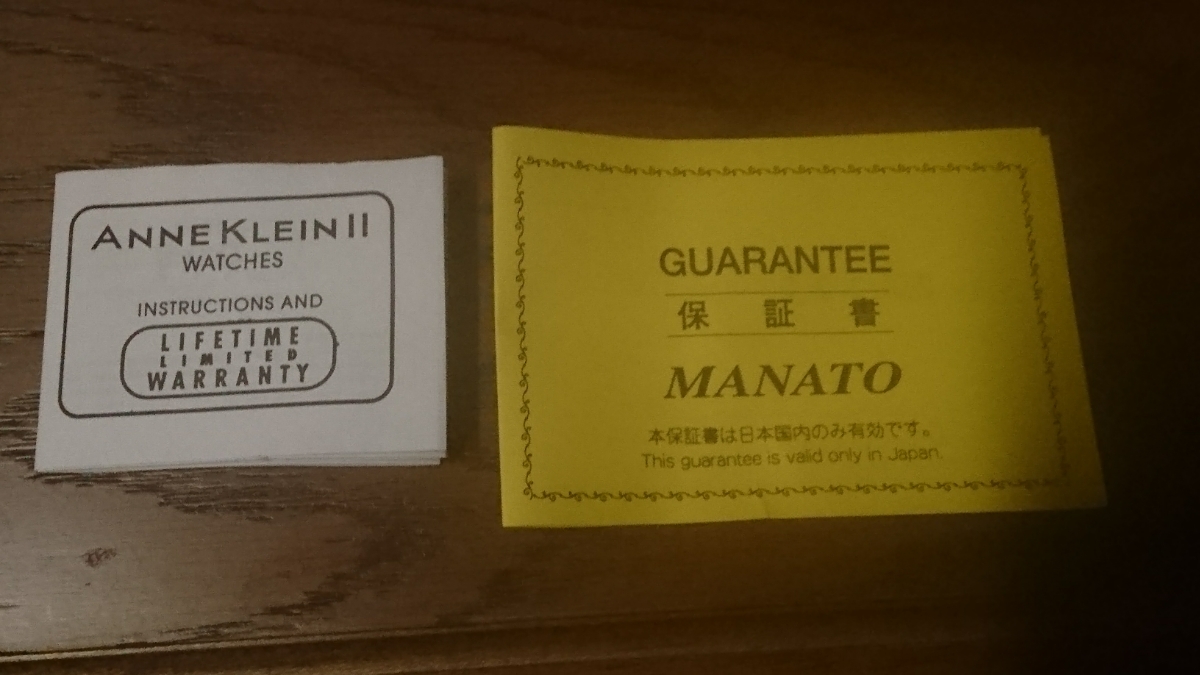 ANNE KLEIN II
WATCHES
INSTRUCTIONS AND
LIFETIME
LIMITED
WARRANTY
GUARANTEE
保証書
MANATO
本保証書は日本国内のみ有効です。
This guarantee is valid only in Japan.